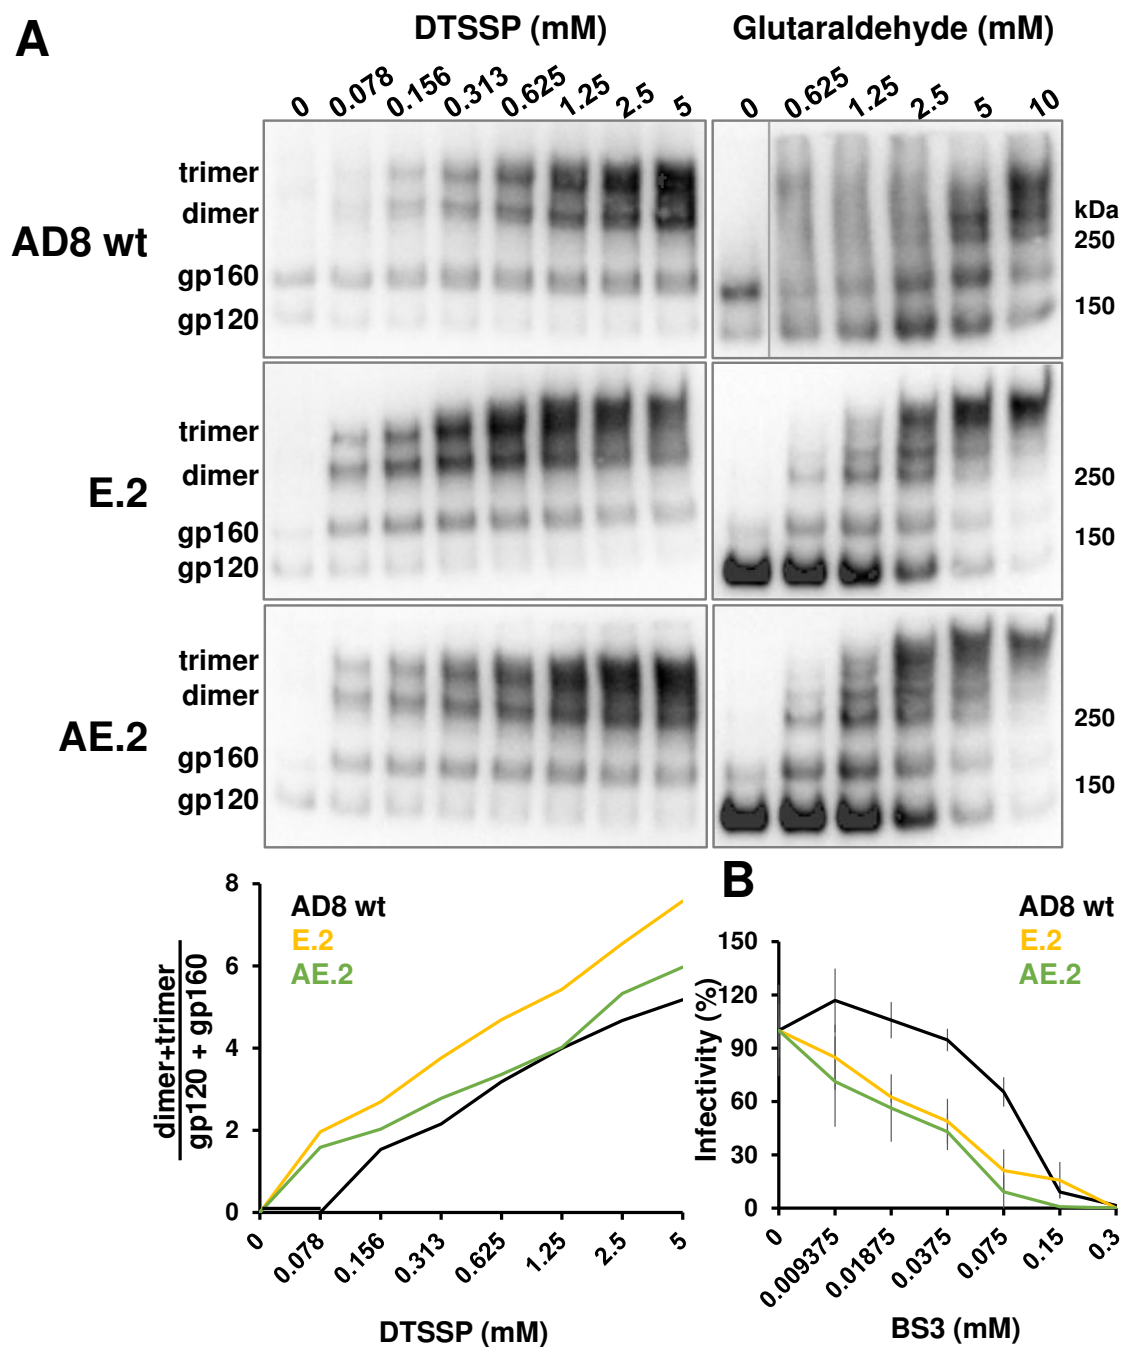 A
DTSSP (mM)
Glutaraldehyde (mM)
0 0.078 0.156 0.313 0.625 1.25 2.5 5
0 0.625 1.25 2.5 5 10
AD8 wt
trimer
dimer
gp160
gp120
kDa
250
150
E.2
trimer
dimer
gp160
gp120
250
150
AE.2
trimer
dimer
gp160
gp120
250
150
dimer+trimer
gp120 + gp160
8
6
4
2
0
AD8 wt
E.2
AE.2
0 0.078 0.156 0.313 0.625 1.25 2.5 5
DTSSP (mM)
B
Infectivity (%)
150
120
90
60
30
0
AD8 wt
E.2
AE.2
0 0.009375 0.01875 0.0375 0.075 0.15 0.3
BS3 (mM)